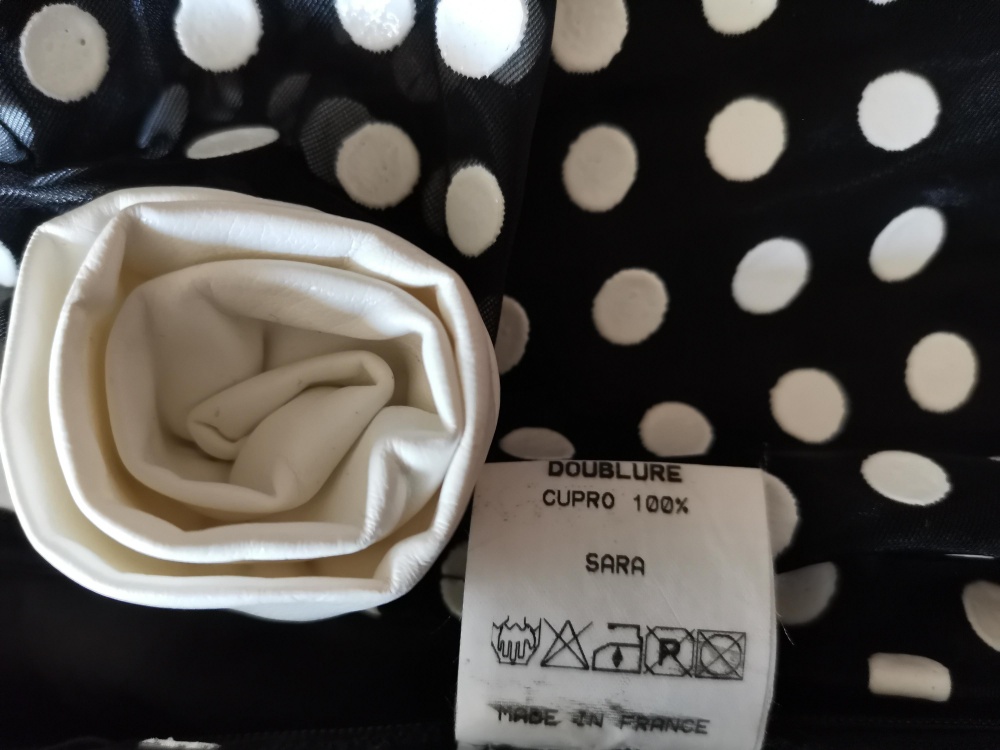 DOUBLURE
CUPRO 100%
SARA
R
MADE IN FRANCE